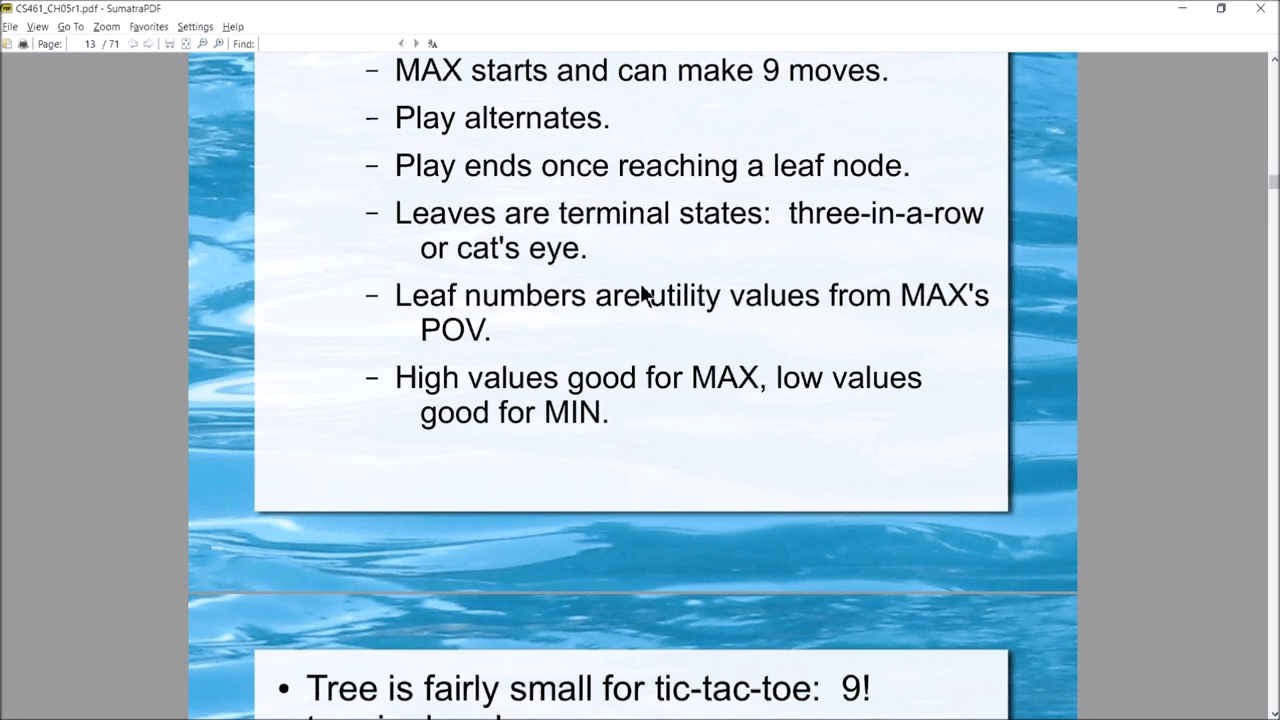 CS461_CH05r1.pdf - SumatraPDF
File View Go To Zoom Favorites Settings Help
Page: 13 / 71 Find:
– MAX starts and can make 9 moves.
– Play alternates.
– Play ends once reaching a leaf node.
– Leaves are terminal states: three-in-a-row
or cat's eye.
– Leaf numbers are utility values from MAX's
POV.
– High values good for MAX, low values
good for MIN.
• Tree is fairly small for tic-tac-toe: 9!